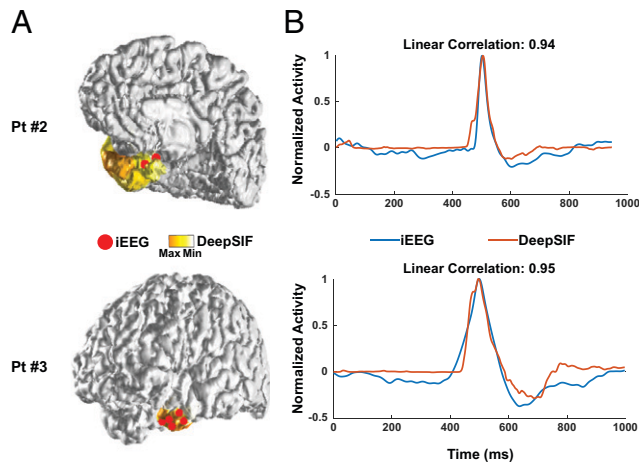 A
B
Pt #2
Linear Correlation: 0.94
Normalized Activity
1
0.5
0
-0.5
0 200 400 600 800 1000
iEEG DeepSIF
Max Min
iEEG DeepSIF
Pt #3
Linear Correlation: 0.95
Normalized Activity
1
0.5
0
-0.5
0 200 400 600 800 1000
Time (ms)